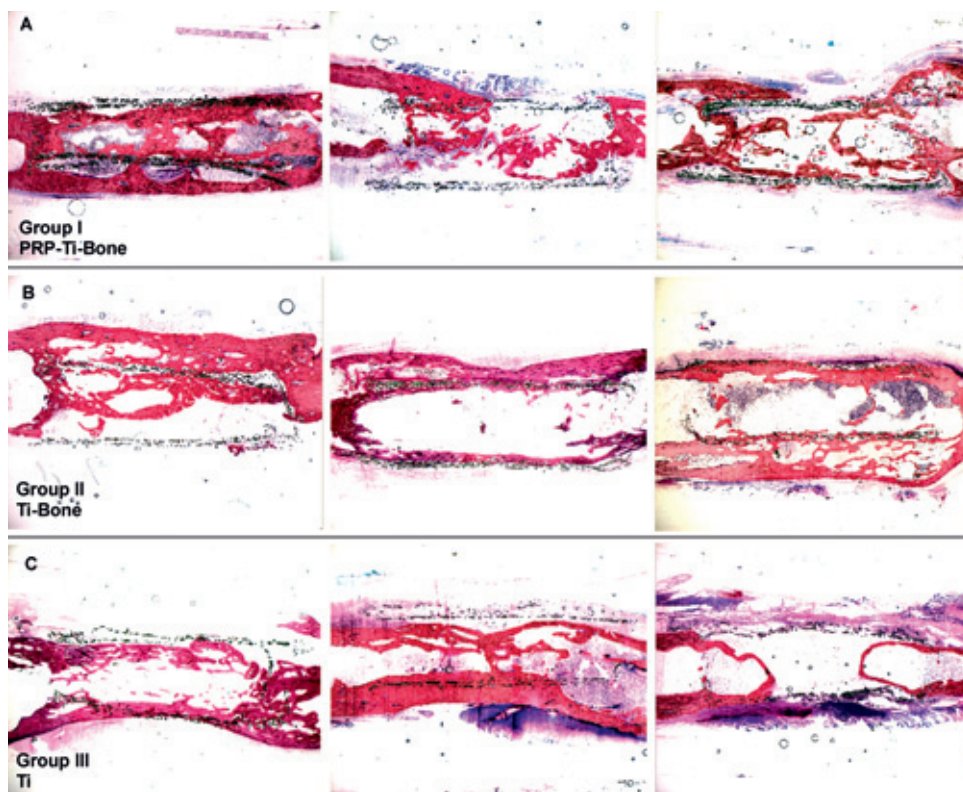 A
Group I
PRP-Ti-Bone
B
Group II
Ti-Bone
C
Group III
Ti